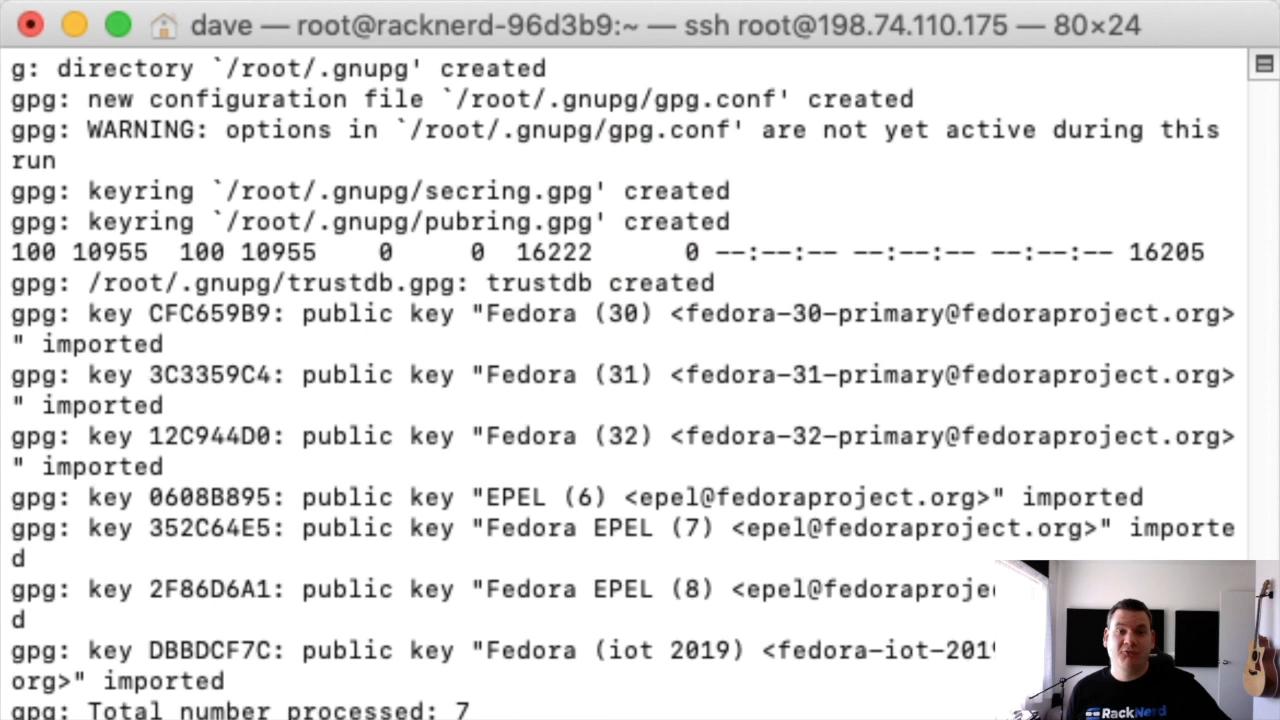 dave — root@racknerd-96d3b9:~ — ssh root@198.74.110.175 — 80×24
g: directory `/root/.gnupg' created
gpg: new configuration file `/root/.gnupg/gpg.conf' created
gpg: WARNING: options in `/root/.gnupg/gpg.conf' are not yet active during this
run
gpg: keyring `/root/.gnupg/secring.gpg' created
gpg: keyring `/root/.gnupg/pubring.gpg' created
100 10955  100 10955    0     0  16222      0 --:--:-- --:--:-- --:--:-- 16205
gpg: /root/.gnupg/trustdb.gpg: trustdb created
gpg: key CFC659B9: public key "Fedora (30) <fedora-30-primary@fedoraproject.org>
" imported
gpg: key 3C3359C4: public key "Fedora (31) <fedora-31-primary@fedoraproject.org>
" imported
gpg: key 12C944D0: public key "Fedora (32) <fedora-32-primary@fedoraproject.org>
" imported
gpg: key 0608B895: public key "EPEL (6) <epel@fedoraproject.org>" imported
gpg: key 352C64E5: public key "Fedora EPEL (7) <epel@fedoraproject.org>" importe
d
gpg: key 2F86D6A1: public key "Fedora EPEL (8) <epel@fedoraproje
d
gpg: key DBBDCF7C: public key "Fedora (iot 2019) <fedora-iot-201
org>" imported
gpg: Total number processed: 7
RackNerd